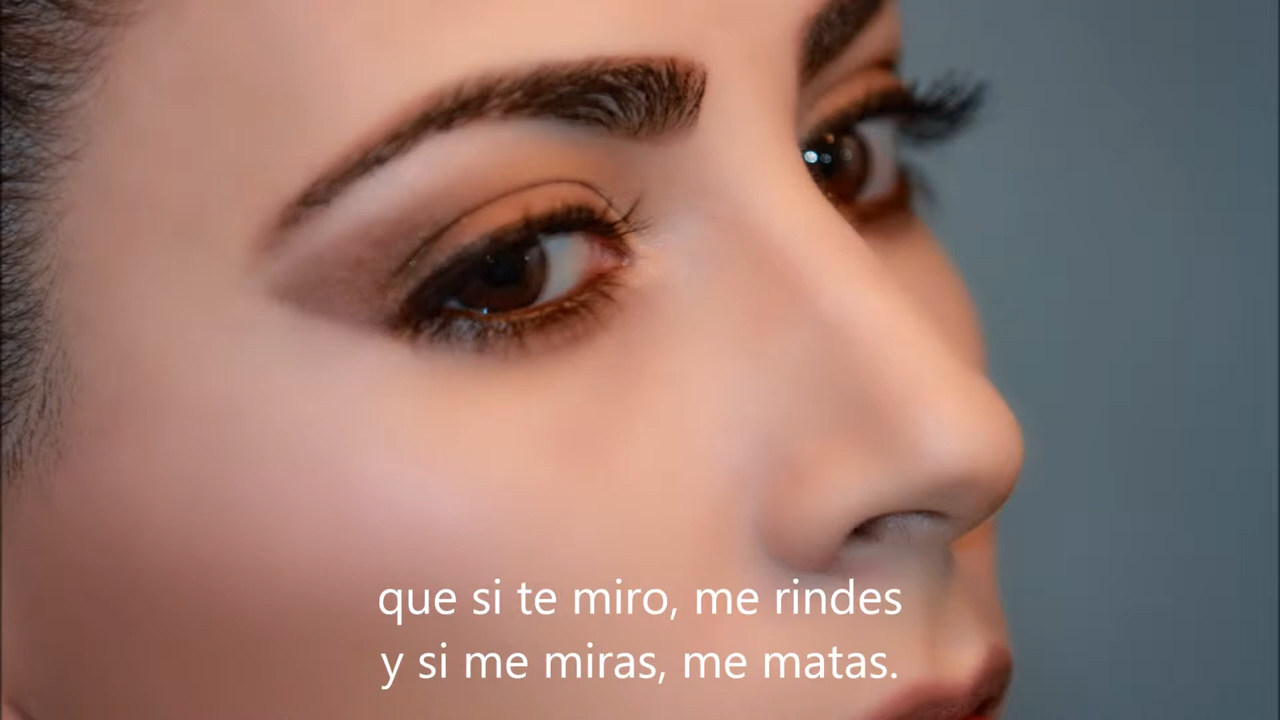 que si te miro, me rindes
y si me miras, me matas.